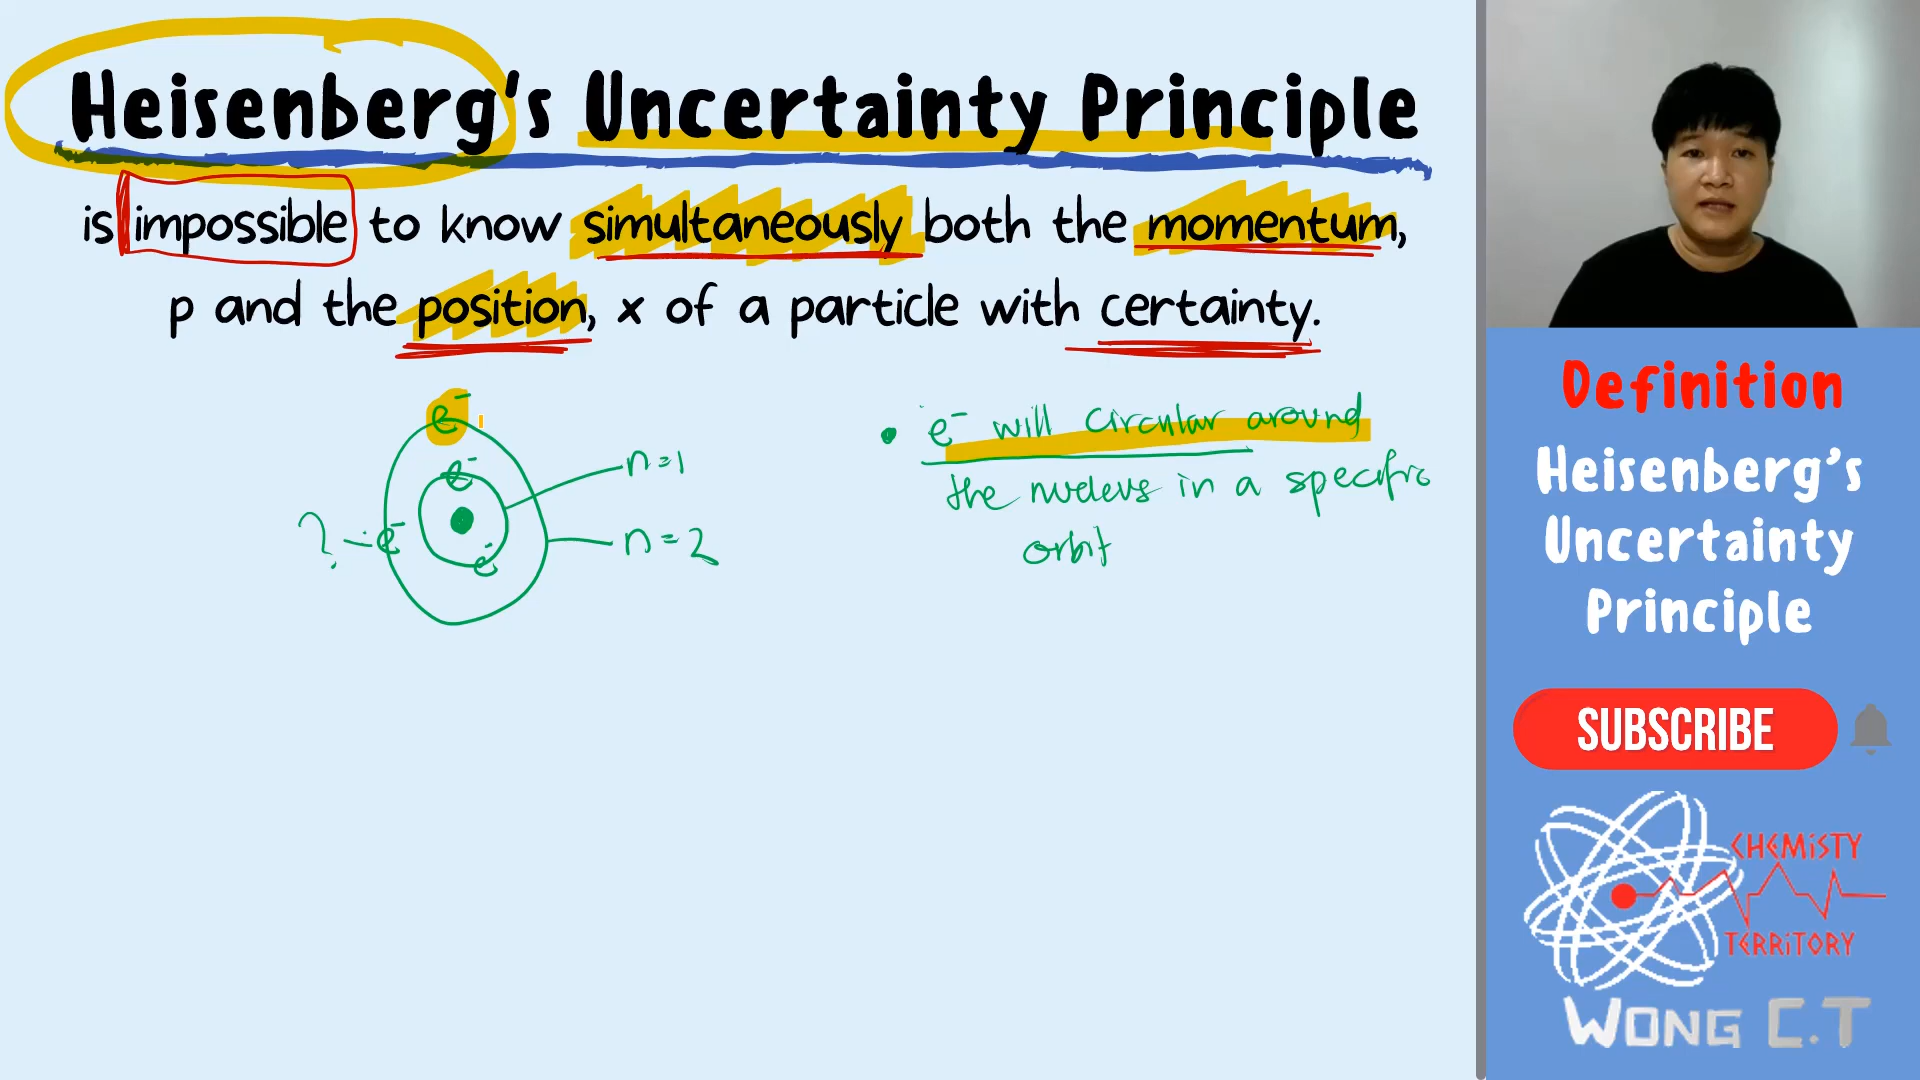 Heisenberg's Uncertainty Principle
is impossible to know simultaneously both the momentum,
p and the position, x of a particle with certainty.
e⁻
e⁻
n=1
? e⁻
e⁻
n=2
• e⁻ will circular around
the nucleus in a specific
orbit
Definition
Heisenberg's
Uncertainty
Principle
SUBSCRIBE
CHEMISTY
TERRITORY
WONG C.T